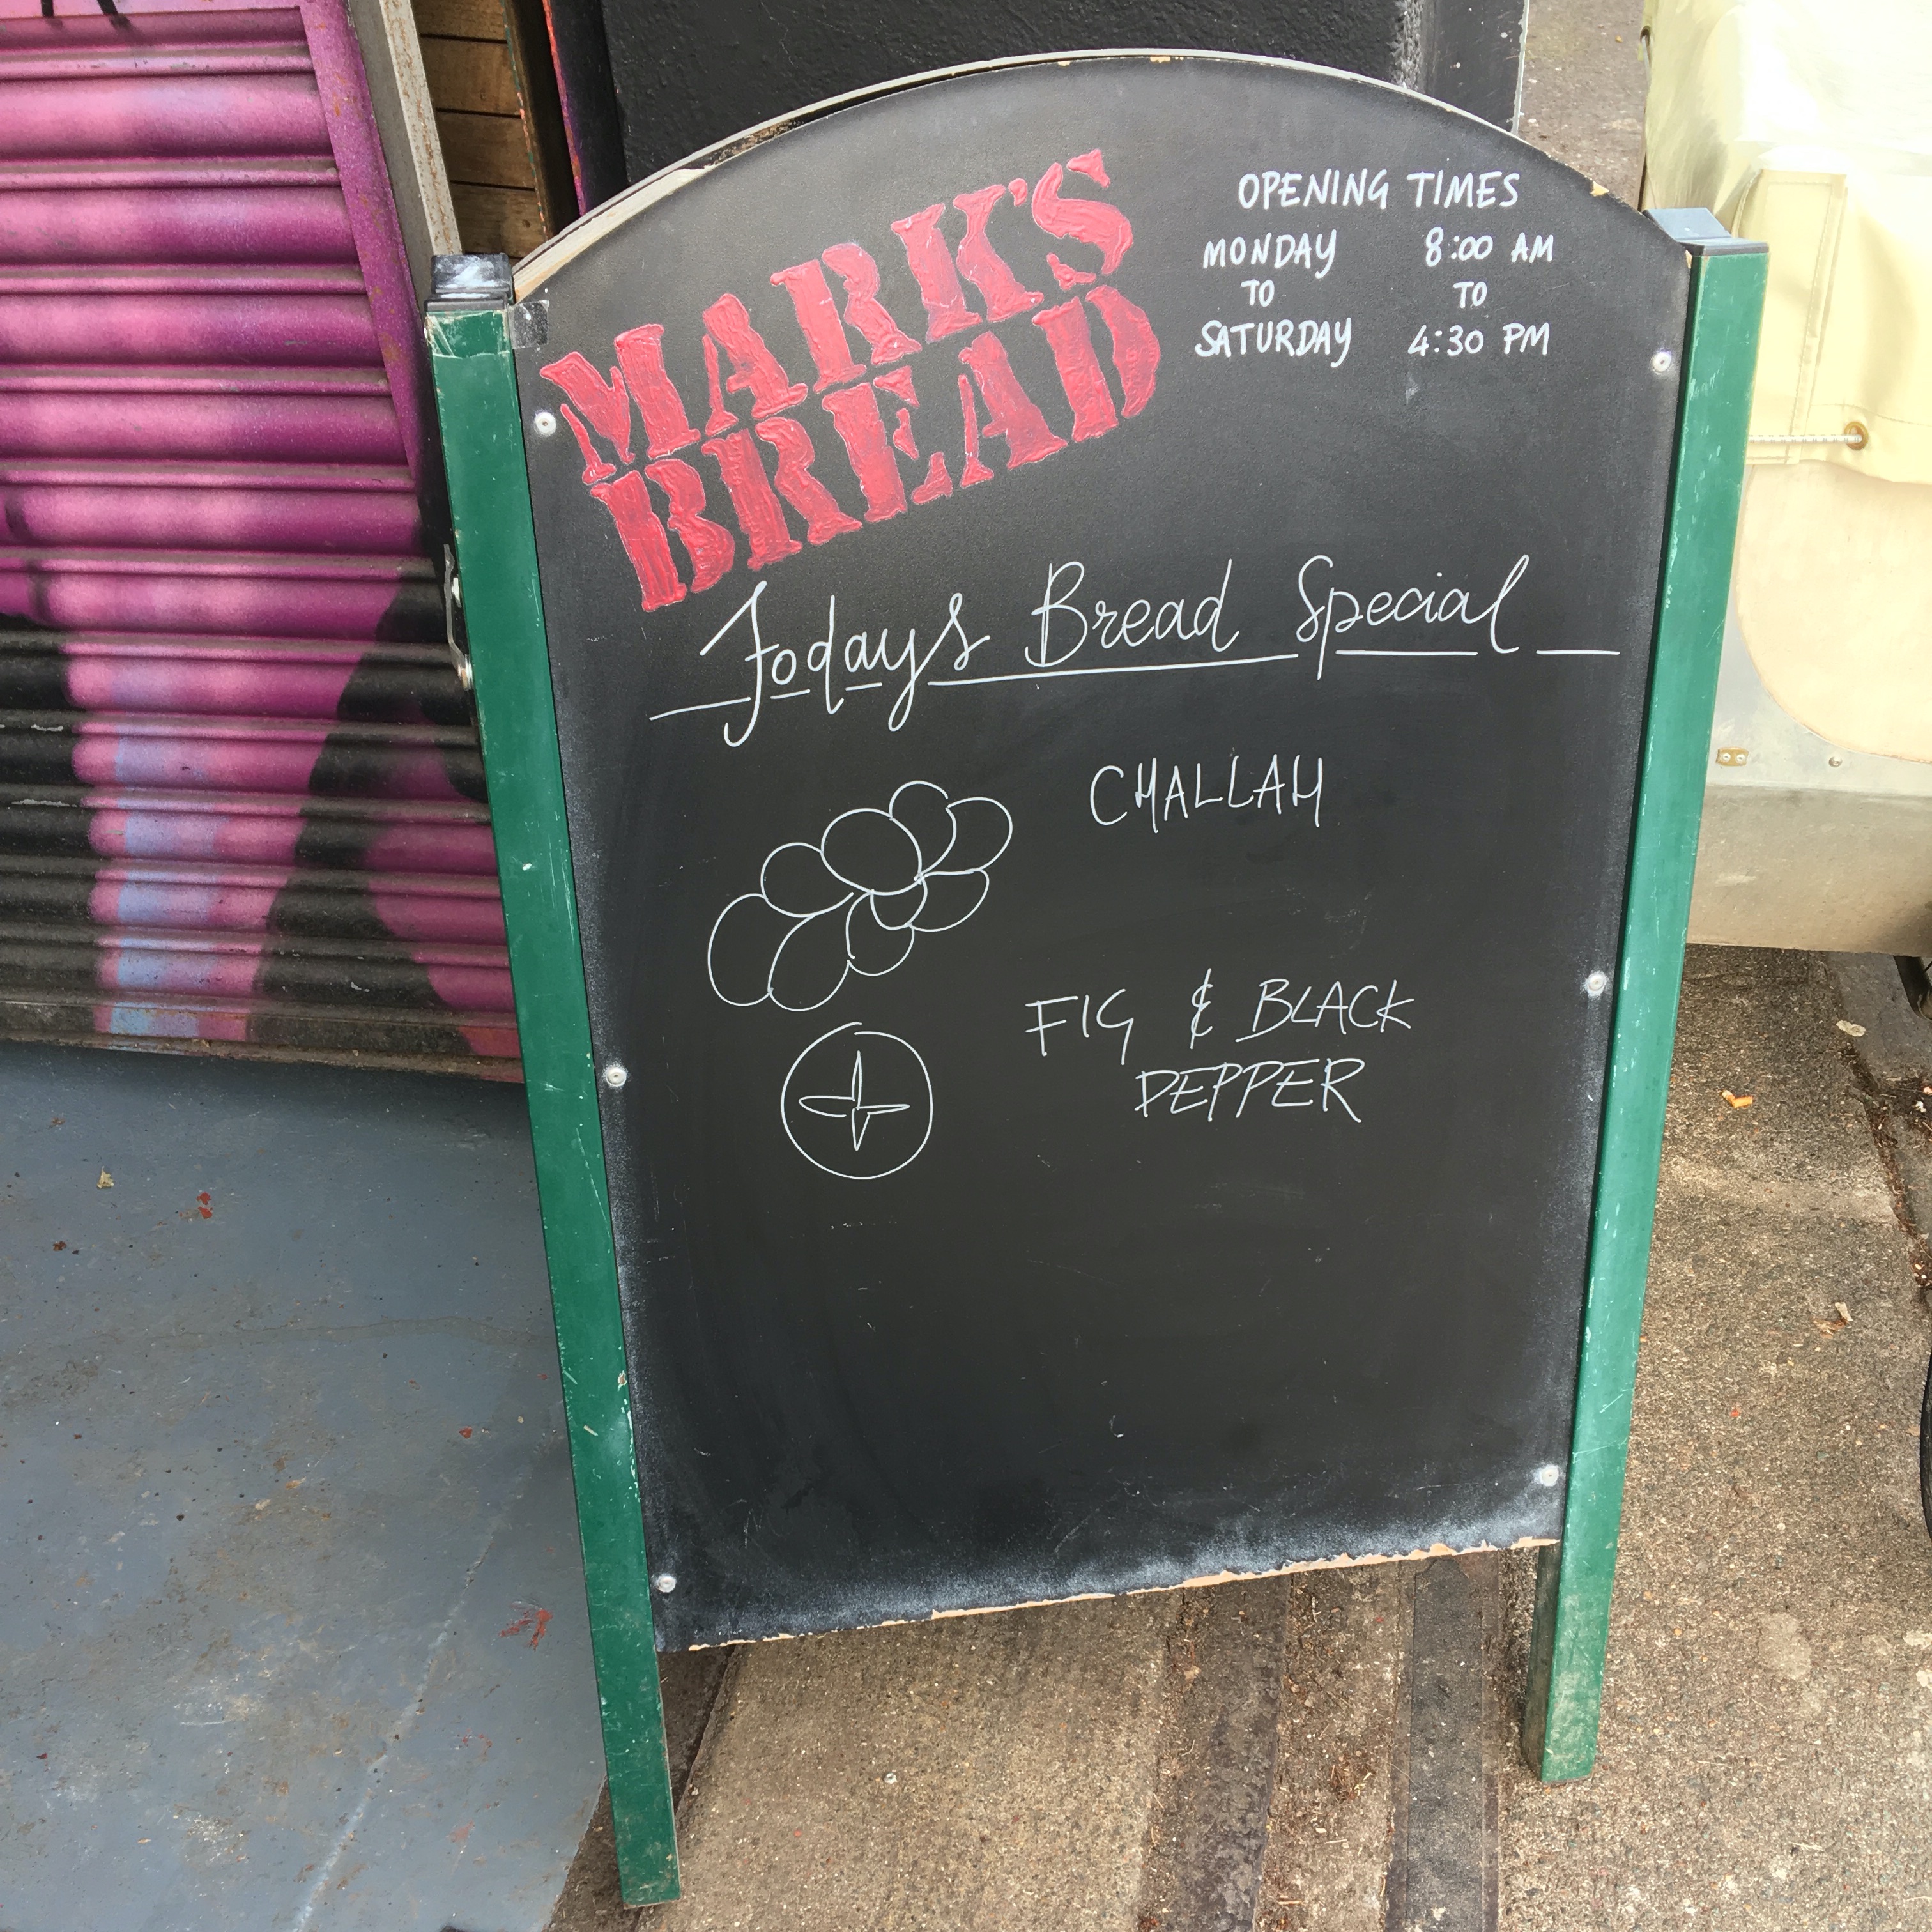 MARK'S
BREAD
OPENING TIMES
MONDAY 8:00 AM
TO TO
SATURDAY 4:30 PM
Todays Bread Special
CHALLAH
FIG & BLACK
PEPPER